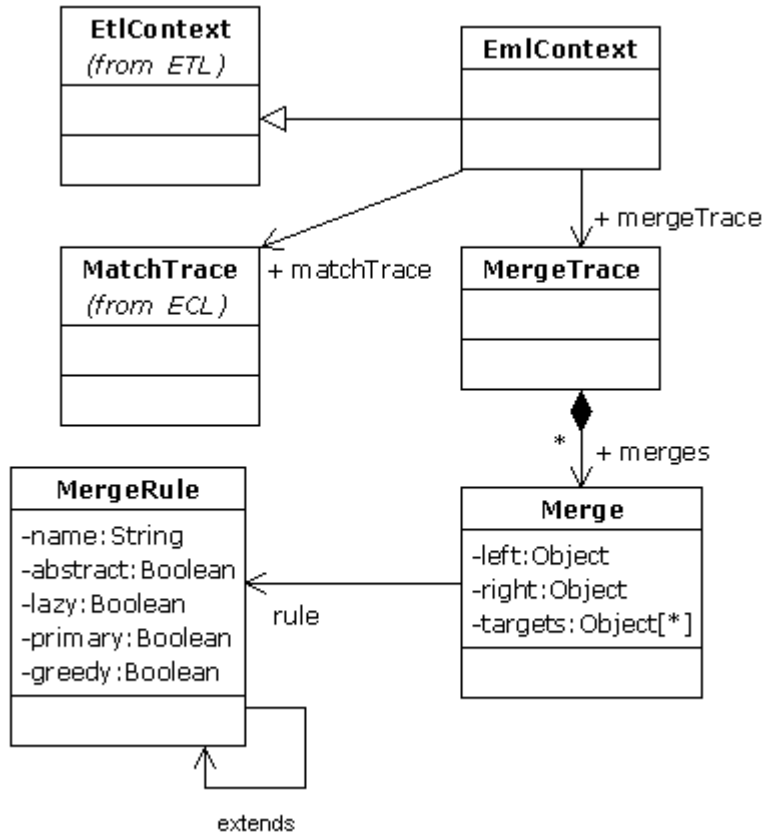 EtlContext
(from ETL)
EmlContext
+ mergeTrace
MatchTrace
(from ECL)
+ matchTrace
MergeTrace
*
+ merges
MergeRule
-name:String
-abstract:Boolean
-lazy:Boolean
-primary:Boolean
-greedy:Boolean
rule
Merge
-left:Object
-right:Object
-targets:Object[*]
extends